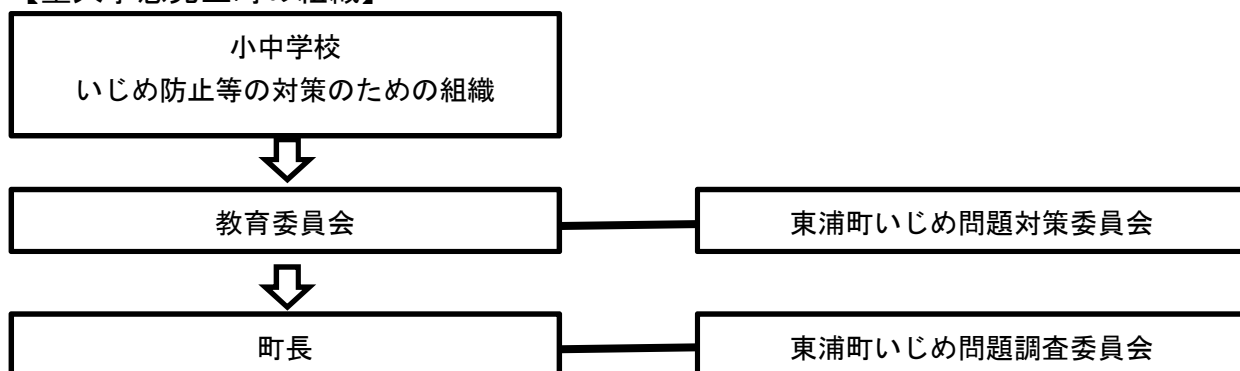 小中学校
いじめ防止等の対策のための組織
教育委員会
東浦町いじめ問題対策委員会
町長
東浦町いじめ問題調査委員会